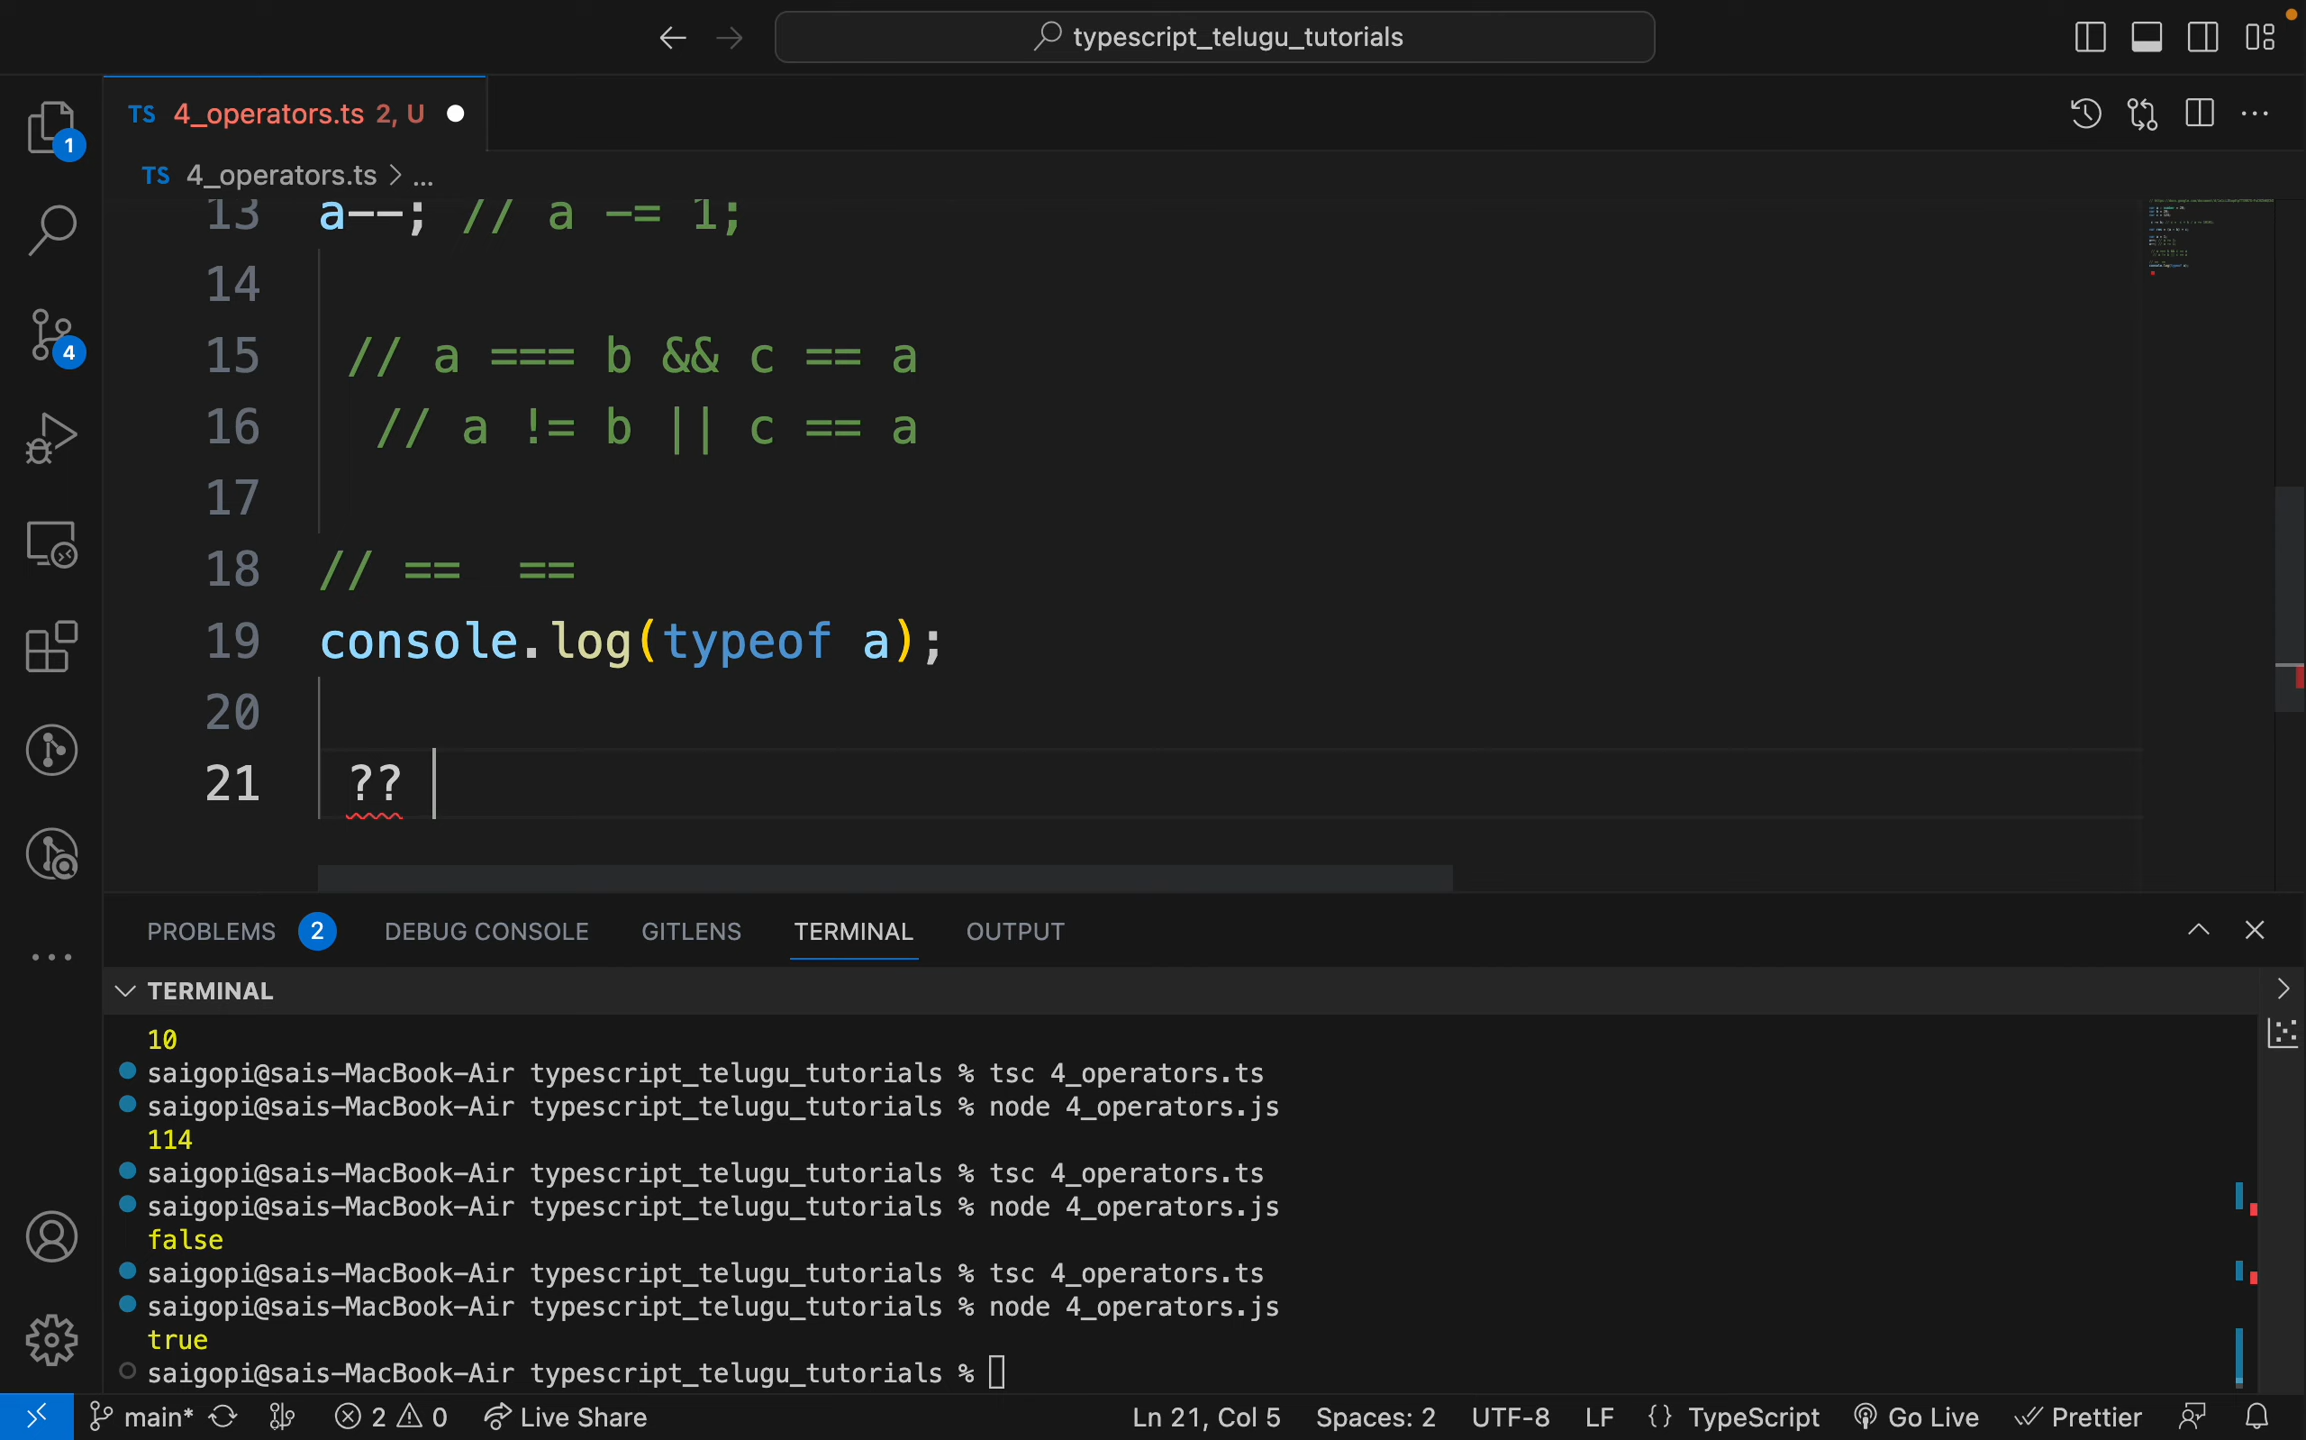 typescript_telugu_tutorials
TS 4_operators.ts 2, U
TS 4_operators.ts > ...
1
4
13 a--; // a -= 1;
14
15 // a === b && c == a
16 // a != b || c == a
17
18 // == ==
19 console.log(typeof a);
20
21 ??
PROBLEMS 2 DEBUG CONSOLE GITLENS TERMINAL OUTPUT
TERMINAL
10
saigopi@sais-MacBook-Air typescript_telugu_tutorials % tsc 4_operators.ts
saigopi@sais-MacBook-Air typescript_telugu_tutorials % node 4_operators.js
114
saigopi@sais-MacBook-Air typescript_telugu_tutorials % tsc 4_operators.ts
saigopi@sais-MacBook-Air typescript_telugu_tutorials % node 4_operators.js
false
saigopi@sais-MacBook-Air typescript_telugu_tutorials % tsc 4_operators.ts
saigopi@sais-MacBook-Air typescript_telugu_tutorials % node 4_operators.js
true
saigopi@sais-MacBook-Air typescript_telugu_tutorials %
main* 2 0 Live Share Ln 21, Col 5 Spaces: 2 UTF-8 LF {} TypeScript Go Live Prettier